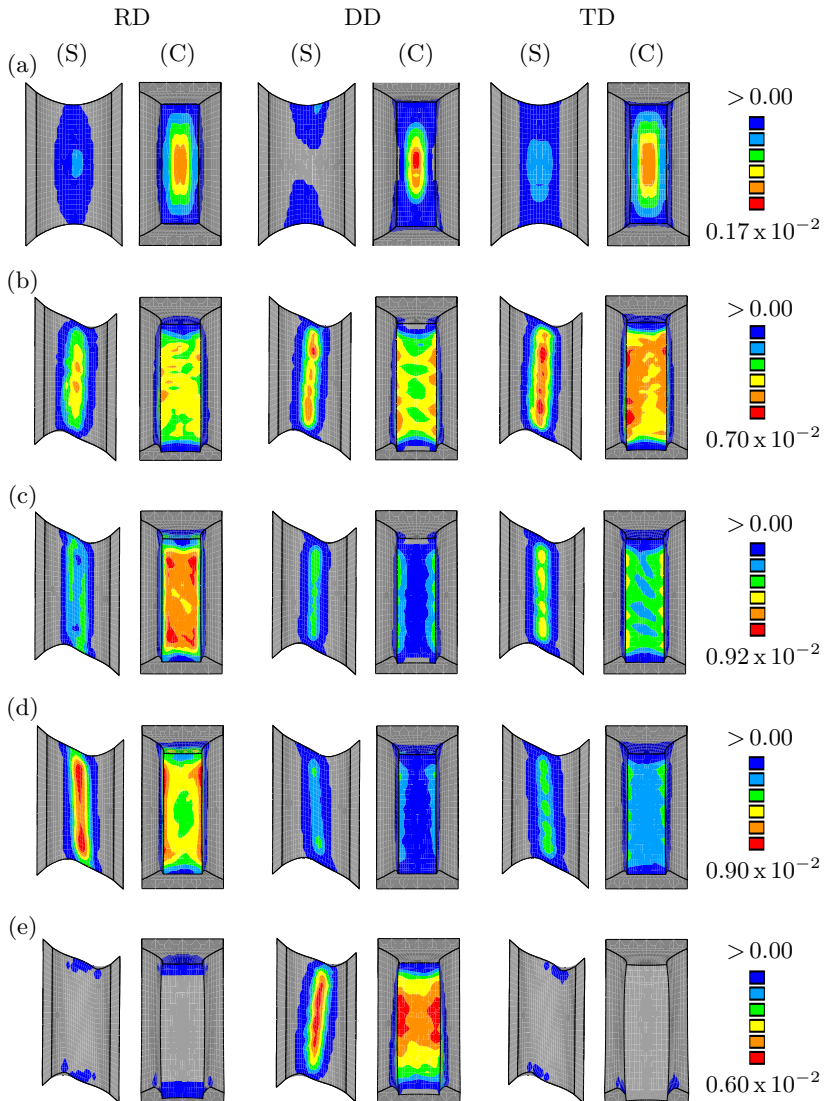 RD DD TD
(S) (C) (S) (C) (S) (C)
(a)
> 0.00
0.17 x 10⁻²
(b)
> 0.00
0.70 x 10⁻²
(c)
> 0.00
0.92 x 10⁻²
(d)
> 0.00
0.90 x 10⁻²
(e)
> 0.00
0.60 x 10⁻²